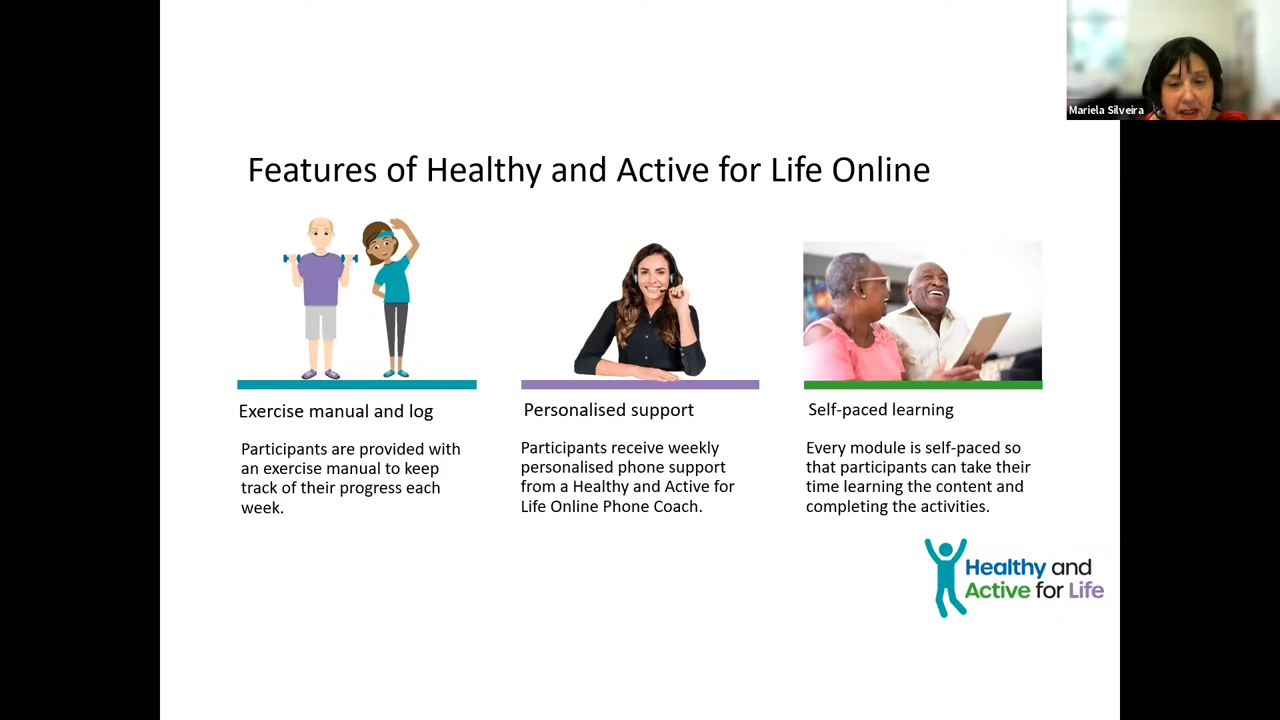 Mariela Silveira
Features of Healthy and Active for Life Online
Exercise manual and log
Participants are provided with
an exercise manual to keep
track of their progress each
week.
Personalised support
Participants receive weekly
personalised phone support
from a Healthy and Active for
Life Online Phone Coach.
Self-paced learning
Every module is self-paced so
that participants can take their
time learning the content and
completing the activities.
Healthy and
Active for Life